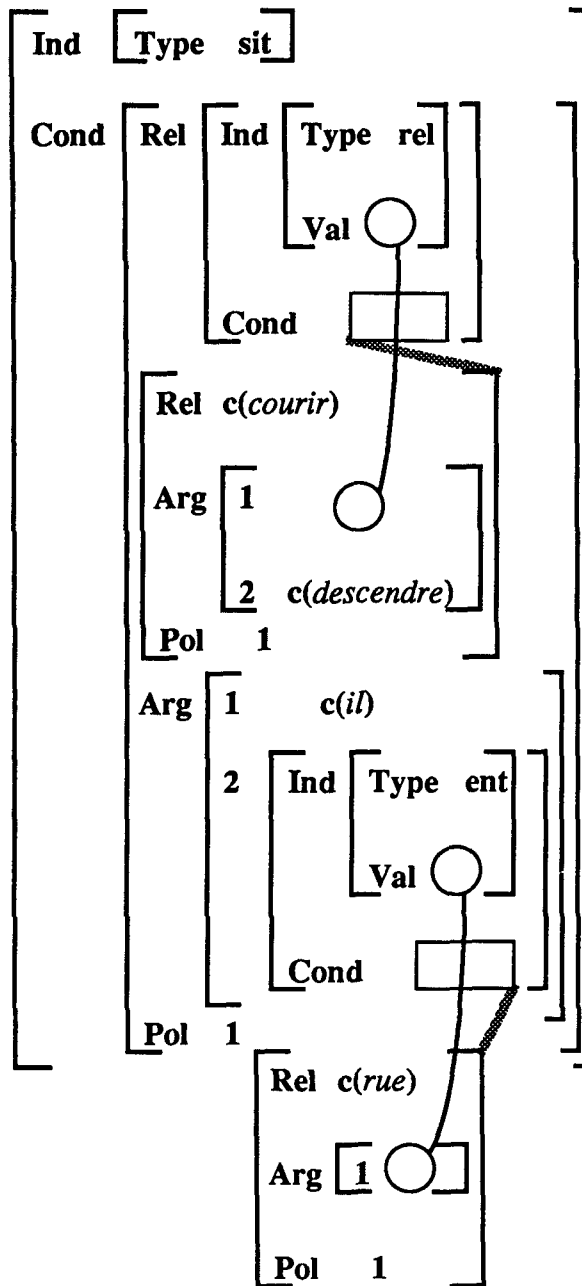 Ind Type sit
Cond Rel Ind Type rel
Val
Cond
Rel c(courir)
Arg 1
2 c(descendre)
Pol 1
Arg 1 c(il)
2 Ind Type ent
Val
Cond
Pol 1
Rel c(rue)
Arg 1
Pol 1